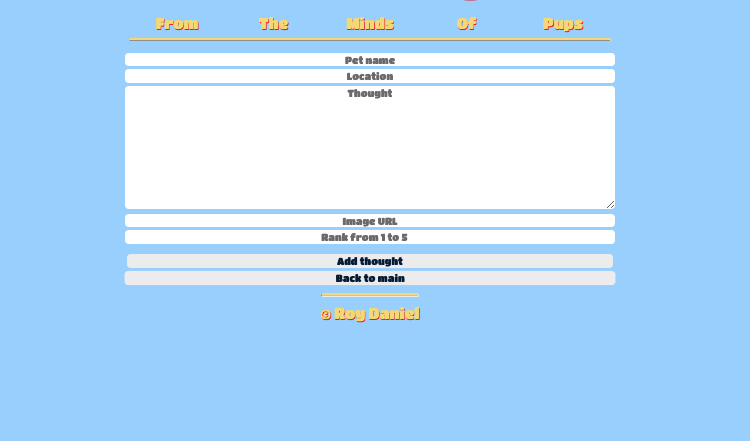 From The Minds Of Pups
Pet name
Location
Thought
Image URL
Rank from 1 to 5
Add thought
Back to main
© Roy Daniel